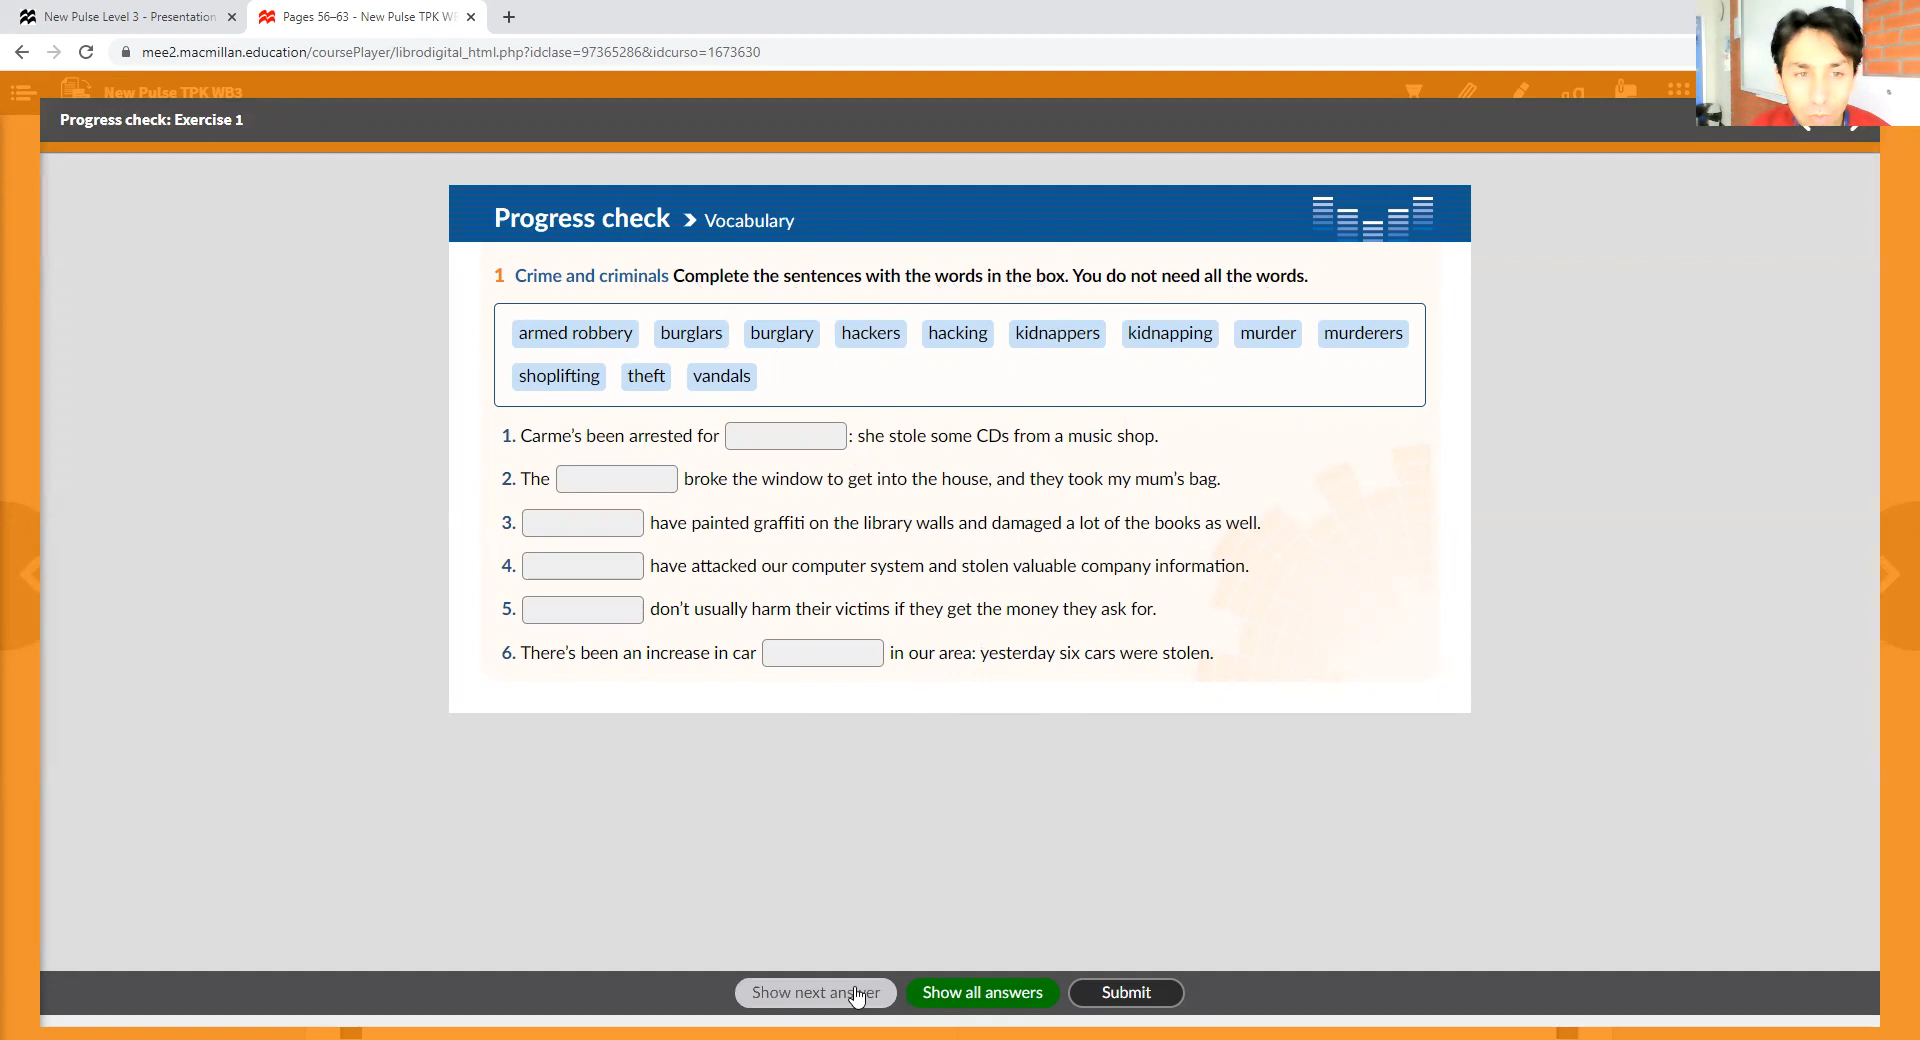 New Pulse Level 3 - Presentation
Pages 56–63 - New Pulse TPK WB
mee2.macmillan.education/coursePlayer/librodigital_html.php?idclase=97365286&idcurso=1673630
New Pulse TPK WB3
Progress check: Exercise 1
Progress check > Vocabulary
1 Crime and criminals Complete the sentences with the words in the box. You do not need all the words.
armed robbery burglars burglary hackers hacking kidnappers kidnapping murder murderers
shoplifting theft vandals
1. Carme’s been arrested for : she stole some CDs from a music shop.
2. The broke the window to get into the house, and they took my mum’s bag.
3. have painted graffiti on the library walls and damaged a lot of the books as well.
4. have attacked our computer system and stolen valuable company information.
5. don’t usually harm their victims if they get the money they ask for.
6. There’s been an increase in car in our area: yesterday six cars were stolen.
Show next answer Show all answers Submit